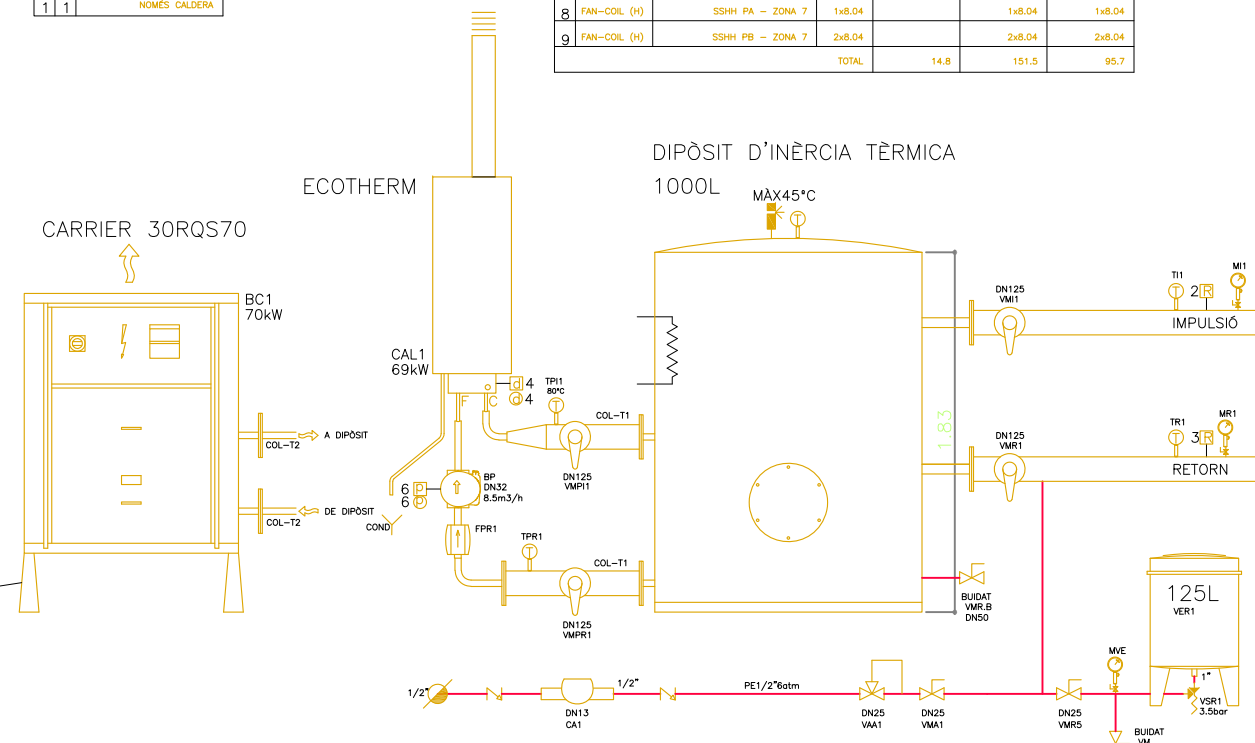 1 1 NOMÉS CALDERA
8 FAN-COIL (H) SSHH PA - ZONA 7 1x8.04 1x8.04 1x8.04
9 FAN-COIL (H) SSHH PB - ZONA 7 2x8.04 2x8.04 2x8.04
TOTAL 14.8 151.5 95.7
DIPÒSIT D'INÈRCIA TÈRMICA
1000L
MÀX45°C
T
ECOTHERM
CARRIER 30RQS70
BC1
70kW
A DIPÒSIT
COL-T2
DE DIPÒSIT
COL-T2
CAL1
69kW
F C
d 4
d 4
TPI1
80°C
T
COL-T1
DN125
VMPI1
BP
DN32
8.5m3/h
6 P
6 P
COND
FPR1
TPR1
T
COL-T1
DN125
VMPR1
1.83
DN125
VMI1
TI1
T
2 R
MI1
IMPULSIÓ
DN125
VMR1
TR1
T
3 R
MR1
RETORN
BUIDAT
VMR.B
DN50
125L
VER1
MVE
1"
VSR1
3.5bar
1/2"
1/2"
DN13
CA1
PE1/2"6atm
DN25
VAA1
DN25
VMA1
DN25
VMR5
BUIDAT
VM